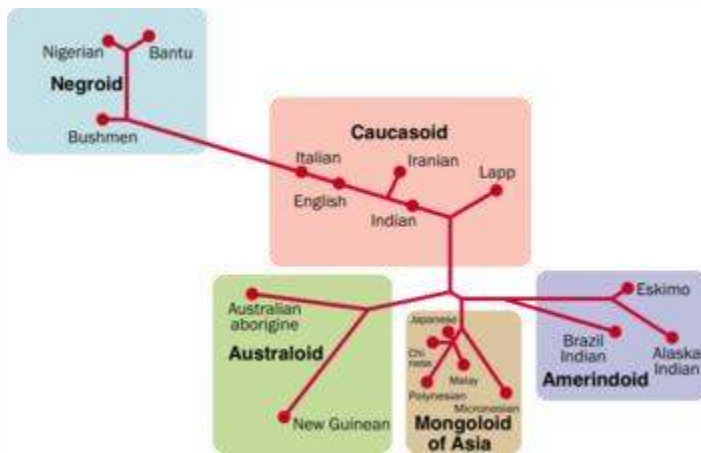 Nigerian
Bantu
Negroid
Bushmen
Caucasoid
Italian
Iranian
Lapp
English
Indian
Australian
aborigine
Australoid
New Guinean
Japanese
Chi
nese
Malay
Polynesian
Micronesian
Mongoloid
of Asia
Eskimo
Brazil
Indian
Alaska
Indian
Amerindoid